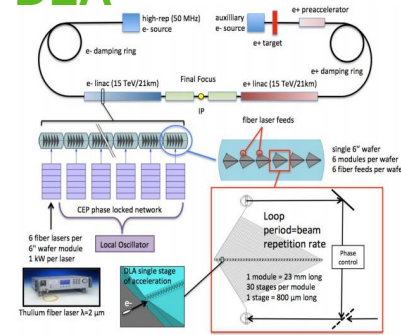 DLA
high-rep (50 MHz)
e- source
auxilliary
e- source
e+ preaccelerator
e+ target
e- damping ring
e+ damping ring
e- linac (15 TeV/21km)
Final Focus
e+ linac (15 TeV/21km)
IP
fiber laser feeds
single 6" wafer
6 modules per wafer
6 fiber feeds per wafer
CEP phase locked network
Local Oscillator
6 fiber lasers per
6" wafer module
1 kW per laser
Thulium fiber laser λ=2 μm
DLA single stage
of acceleration
e-
Loop
period=beam
repetition rate
Phase
control
1 module = 23 mm long
30 stages per module
1 stage = 800 μm long